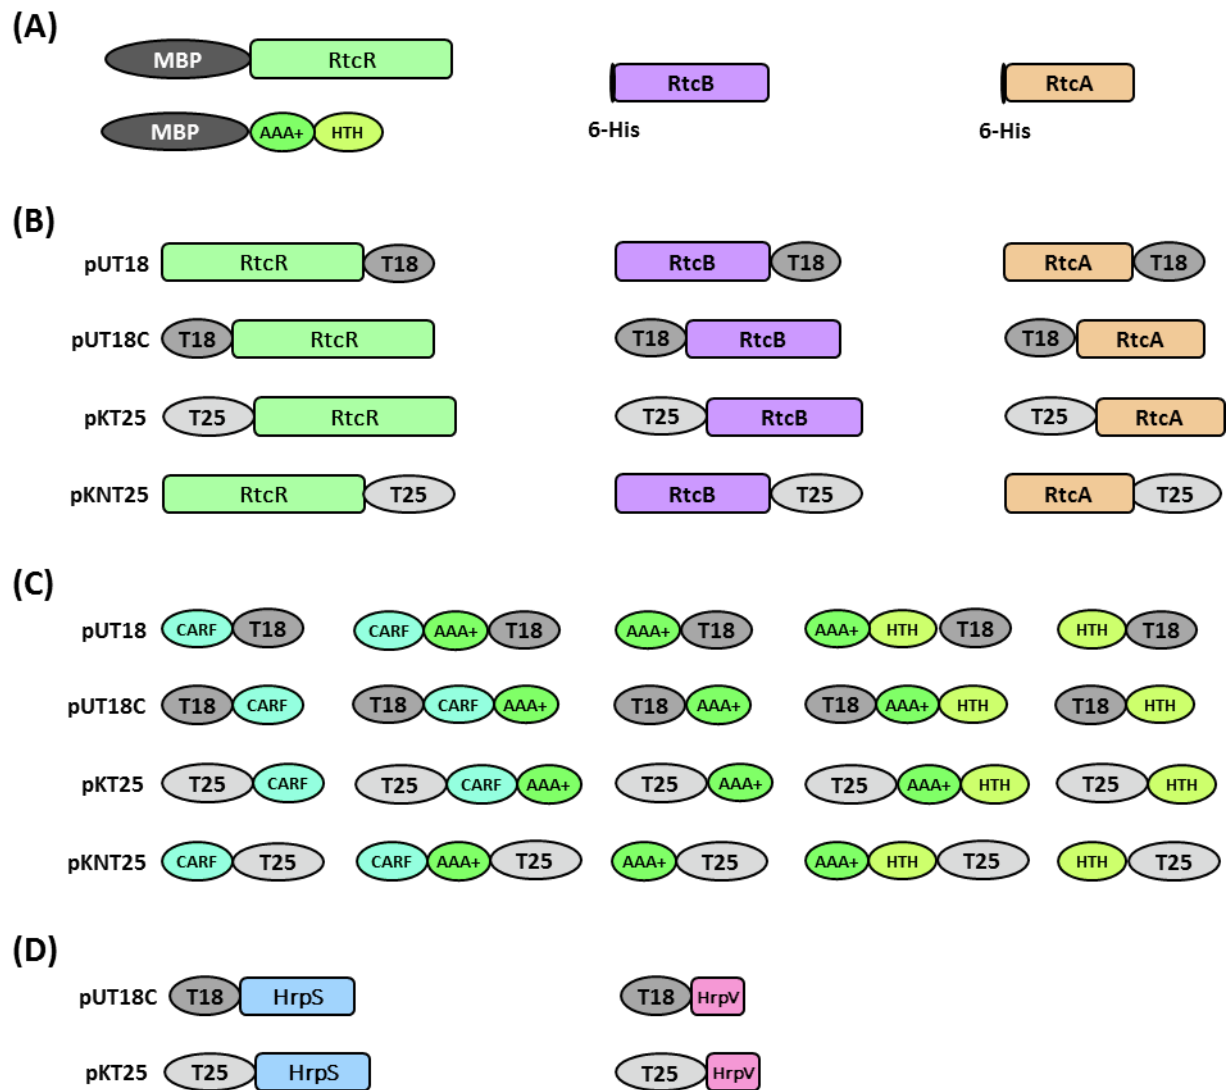 (A)
MBP RtcR RtcB RtcA
6-His 6-His
MBP AAA+ HTH
(B)
pUT18 RtcR T18 RtcB T18 RtcA T18
pUT18C T18 RtcR T18 RtcB T18 RtcA
pKT25 T25 RtcR T25 RtcB T25 RtcA
pKNT25 RtcR T25 RtcB T25 RtcA T25
(C)
pUT18 CARF T18 CARF AAA+ T18 AAA+ T18 AAA+ HTH T18 HTH T18
pUT18C T18 CARF T18 CARF AAA+ T18 AAA+ T18 AAA+ HTH T18 HTH
pKT25 T25 CARF T25 CARF AAA+ T25 AAA+ T25 AAA+ HTH T25 HTH
pKNT25 CARF T25 CARF AAA+ T25 AAA+ T25 AAA+ HTH T25 HTH T25
(D)
pUT18C T18 HrpS T18 HrpV
pKT25 T25 HrpS T25 HrpV